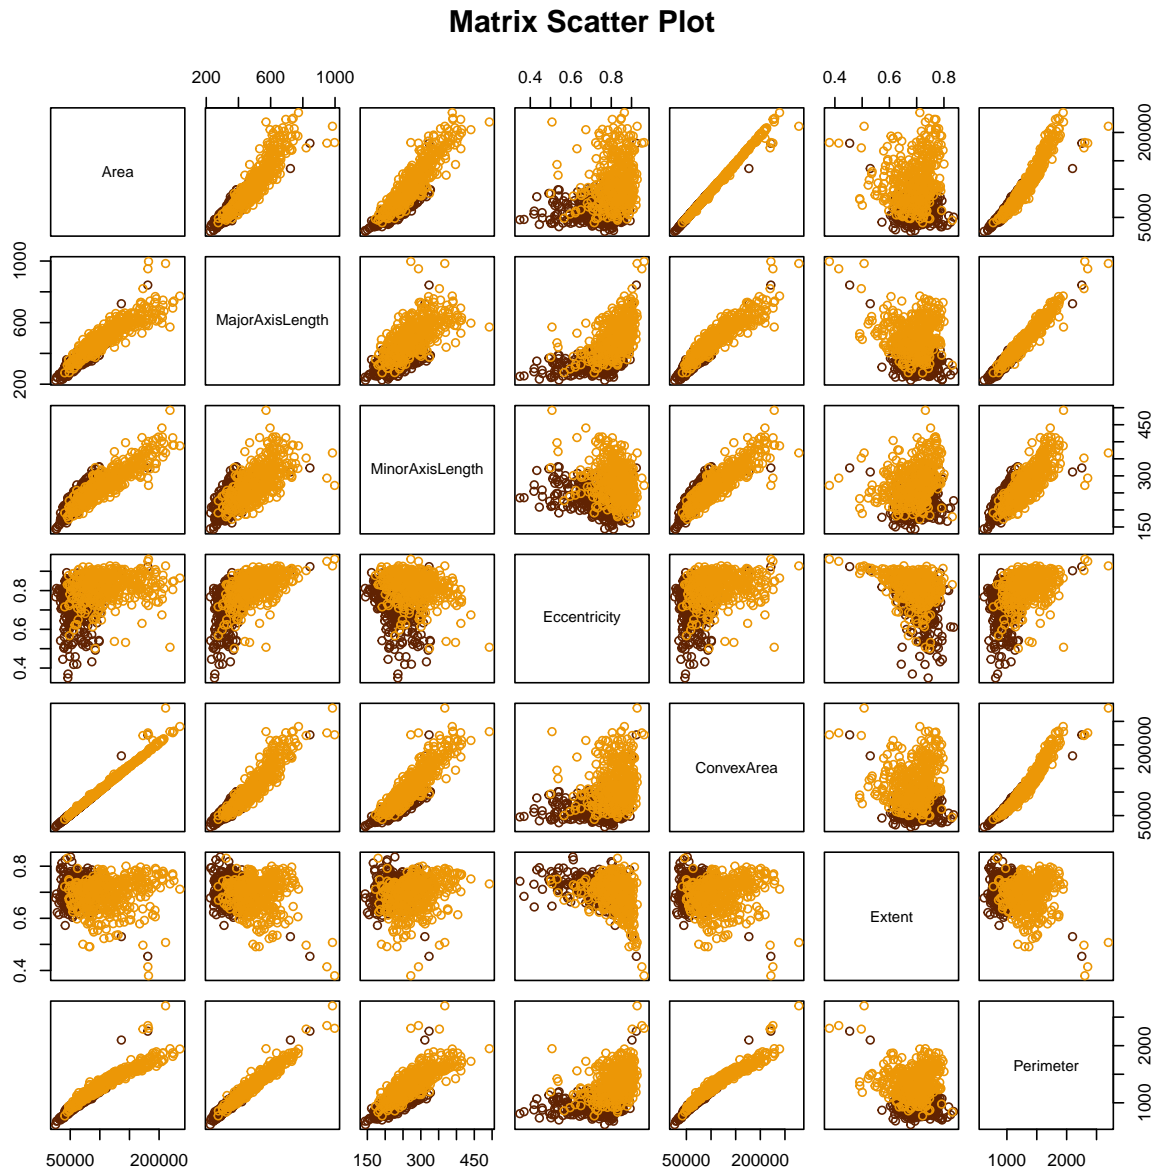 Matrix Scatter Plot
200 600 1000 0.4 0.6 0.8 0.4 0.6 0.8
Area
50000 200000
200 600 1000
MajorAxisLength
MinorAxisLength
150 300 450
0.4 0.6 0.8
Eccentricity
ConvexArea
50000 200000
0.4 0.6 0.8
Extent
Perimeter
1000 2000
50000 200000 150 300 450 50000 200000 1000 2000